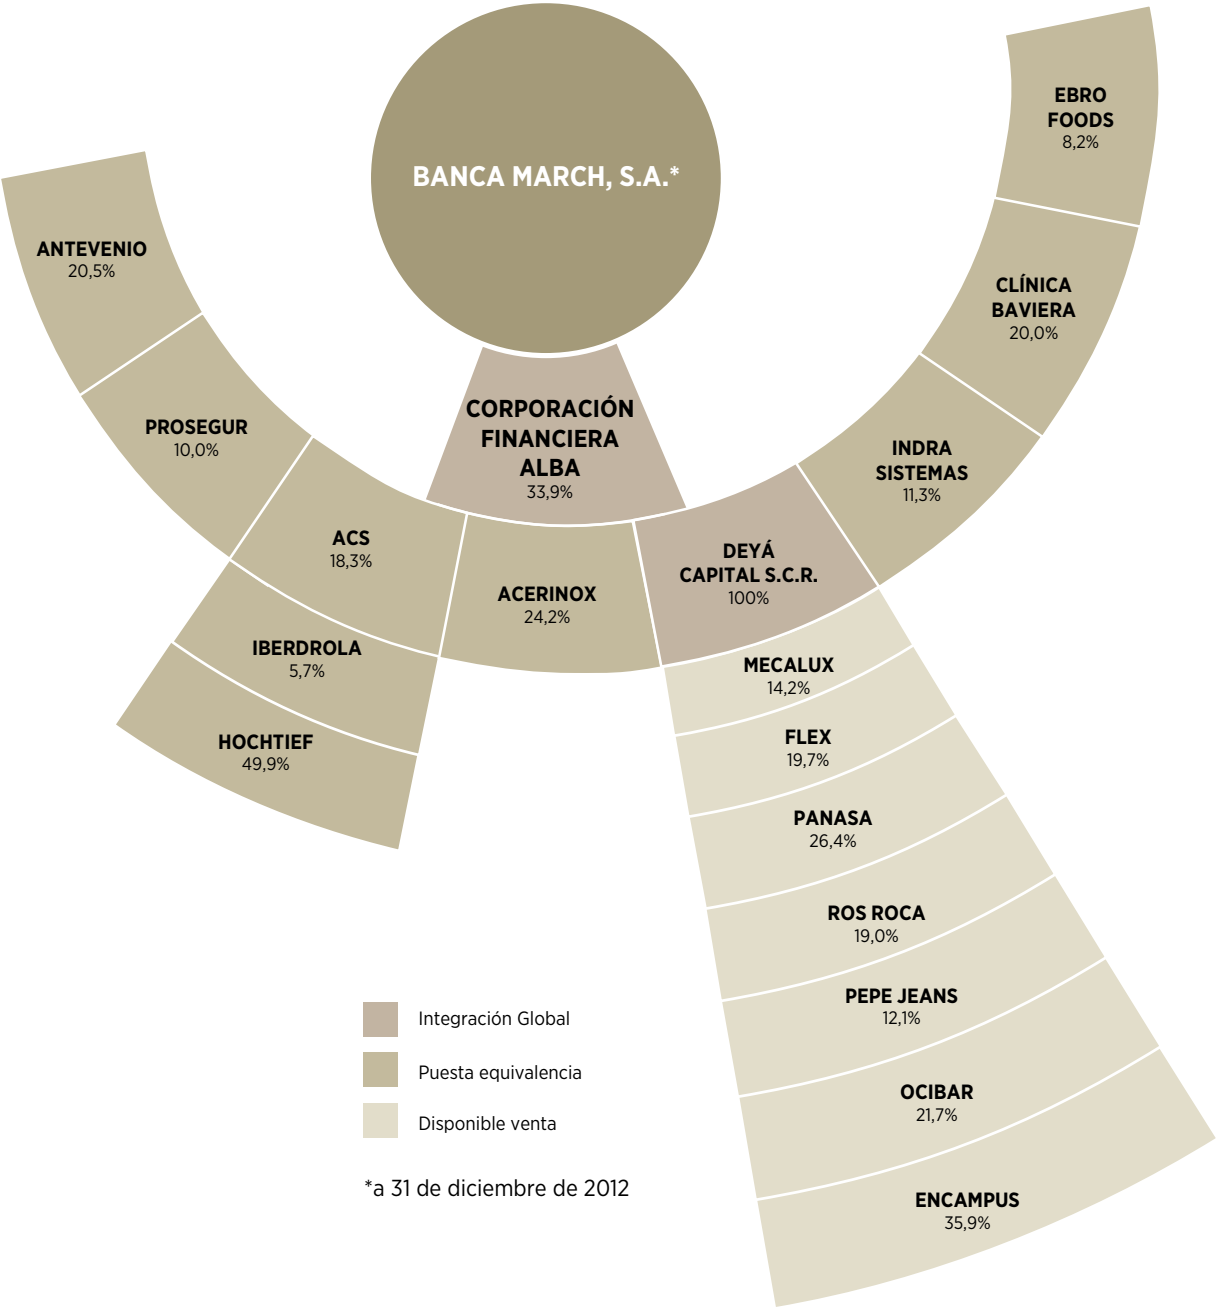 BANCA MARCH, S.A.*
CORPORACIÓN
FINANCIERA
ALBA
33,9%
ANTEVENIO
20,5%
PROSEGUR
10,0%
ACS
18,3%
IBERDROLA
5,7%
HOCHTIEF
49,9%
ACERINOX
24,2%
DEYÁ
CAPITAL S.C.R.
100%
INDRA
SISTEMAS
11,3%
CLÍNICA
BAVIERA
20,0%
EBRO
FOODS
8,2%
MECALUX
14,2%
FLEX
19,7%
PANASA
26,4%
ROS ROCA
19,0%
PEPE JEANS
12,1%
OCIBAR
21,7%
ENCAMPUS
35,9%
Integración Global
Puesta equivalencia
Disponible venta
*a 31 de diciembre de 2012